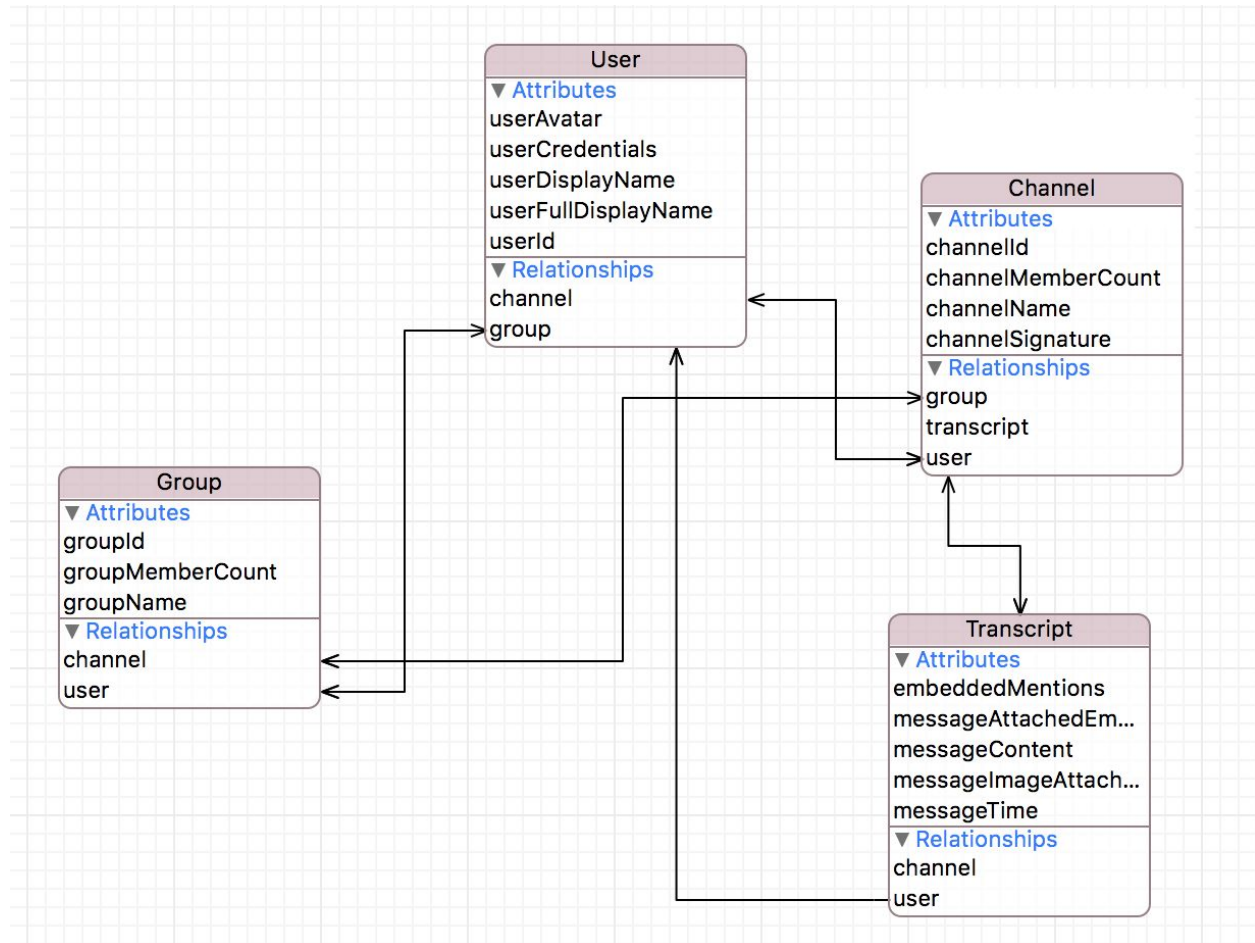 User
▼ Attributes
userAvatar
userCredentials
userDisplayName
userFullDisplayName
userId
▼ Relationships
channel
group
Channel
▼ Attributes
channelId
channelMemberCount
channelName
channelSignature
▼ Relationships
group
transcript
user
Group
▼ Attributes
groupId
groupMemberCount
groupName
▼ Relationships
channel
user
Transcript
▼ Attributes
embeddedMentions
messageAttachedEm...
messageContent
messageImageAttach...
messageTime
▼ Relationships
channel
user